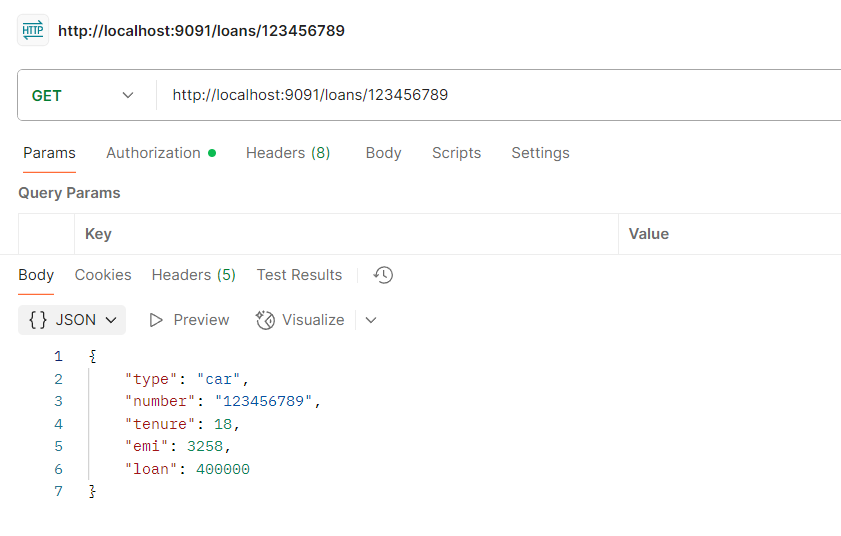 HTTP http://localhost:9091/loans/123456789
GET http://localhost:9091/loans/123456789
Params Authorization Headers (8) Body Scripts Settings
Query Params
Key Value
Body Cookies Headers (5) Test Results
{} JSON Preview Visualize
1 {
2 "type": "car",
3 "number": "123456789",
4 "tenure": 18,
5 "emi": 3258,
6 "loan": 400000
7 }